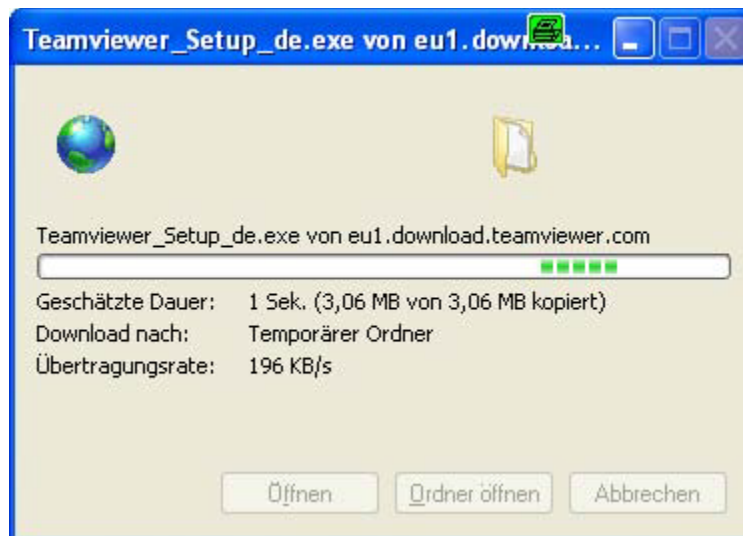 Teamviewer_Setup_de.exe von eu1.downloa...
Teamviewer_Setup_de.exe von eu1.download.teamviewer.com
Geschätzte Dauer: 1 Sek. (3,06 MB von 3,06 MB kopiert)
Download nach: Temporärer Ordner
Übertragungsrate: 196 KB/s
Öffnen Ordner öffnen Abbrechen